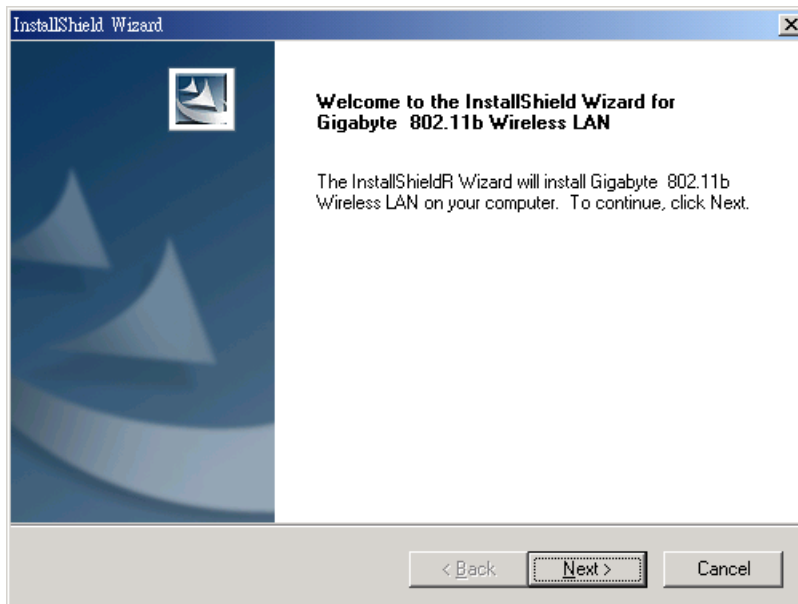 InstallShield Wizard
Welcome to the InstallShield Wizard for
Gigabyte 802.11b Wireless LAN
The InstallShieldR Wizard will install Gigabyte 802.11b
Wireless LAN on your computer. To continue, click Next.
< Back
Next >
Cancel